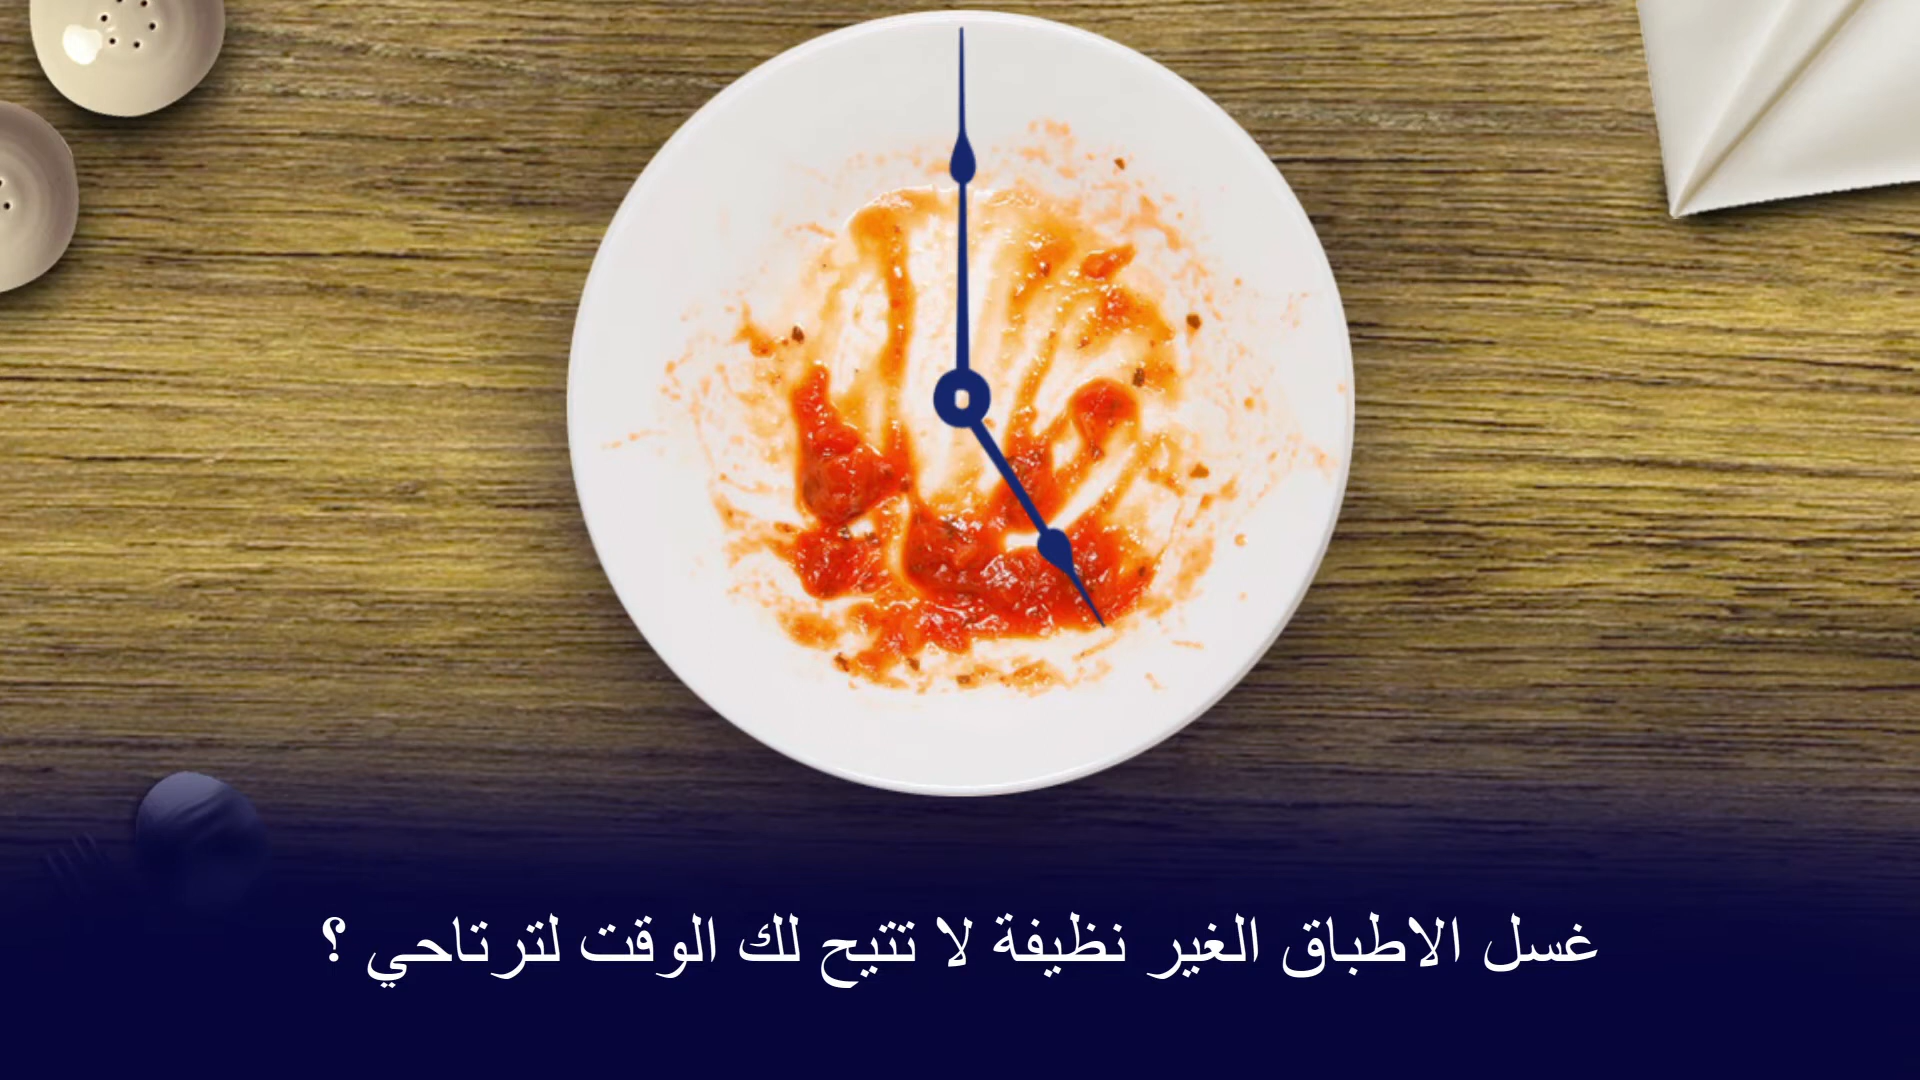 غسل الاطباق الغير نظيفة لا تتيح لك الوقت لترتاحي ؟